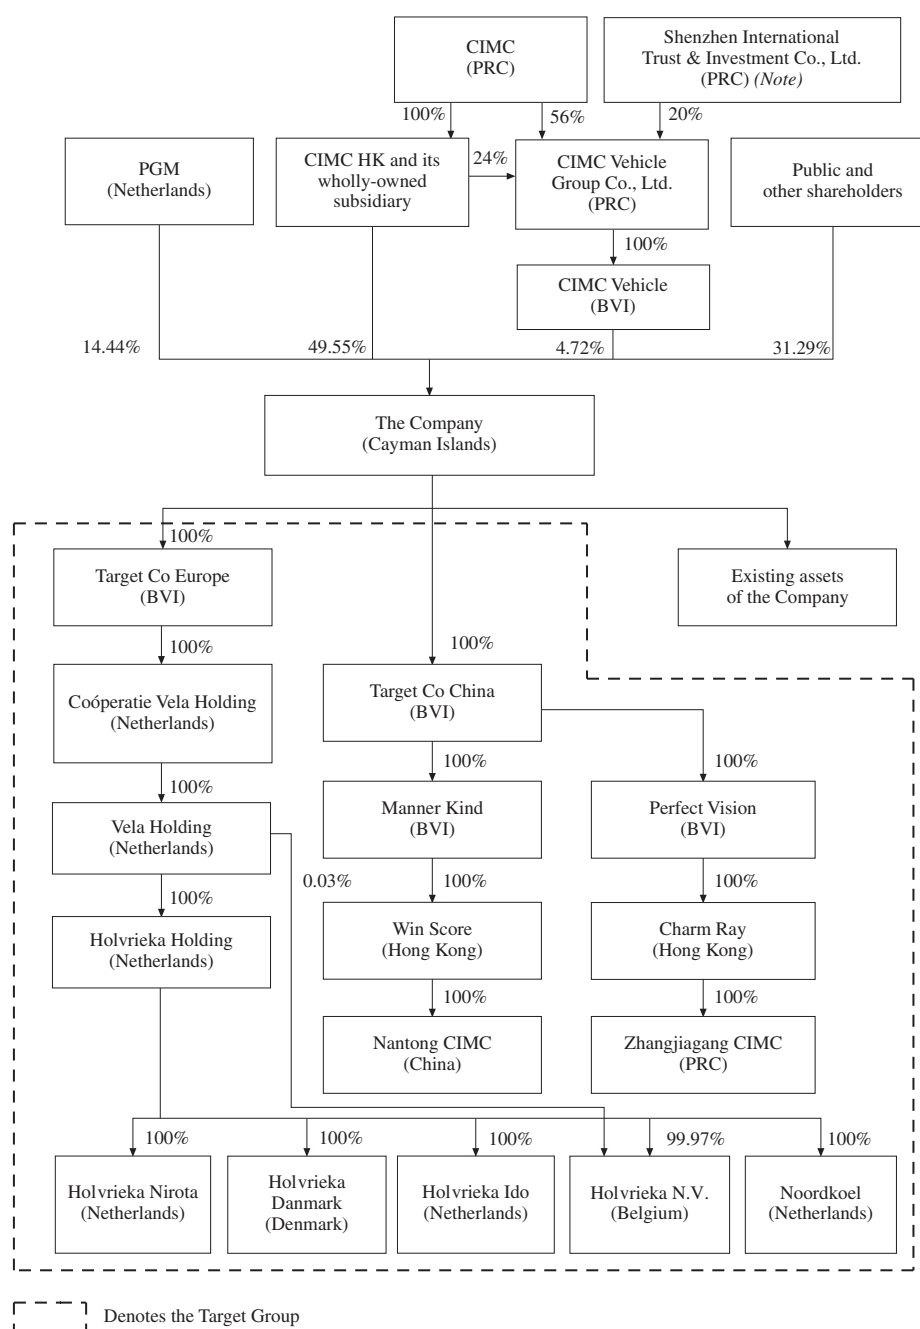 CIMC
(PRC)
Shenzhen International
Trust & Investment Co., Ltd.
(PRC) (Note)
100%
56%
20%
PGM
(Netherlands)
CIMC HK and its
wholly-owned
subsidiary
24%
CIMC Vehicle
Group Co., Ltd.
(PRC)
Public and
other shareholders
100%
CIMC Vehicle
(BVI)
14.44%
49.55%
4.72%
31.29%
The Company
(Cayman Islands)
100%
Target Co Europe
(BVI)
Existing assets
of the Company
100%
100%
Coóperatie Vela Holding
(Netherlands)
Target Co China
(BVI)
100%
100%
100%
Vela Holding
(Netherlands)
Manner Kind
(BVI)
Perfect Vision
(BVI)
0.03%
100%
100%
100%
Holvrieka Holding
(Netherlands)
Win Score
(Hong Kong)
Charm Ray
(Hong Kong)
100%
100%
Nantong CIMC
(China)
Zhangjiagang CIMC
(PRC)
100%
100%
100%
99.97%
100%
Holvrieka Nirota
(Netherlands)
Holvrieka
Danmark
(Denmark)
Holvrieka Ido
(Netherlands)
Holvrieka N.V.
(Belgium)
Noordkoel
(Netherlands)
Denotes the Target Group